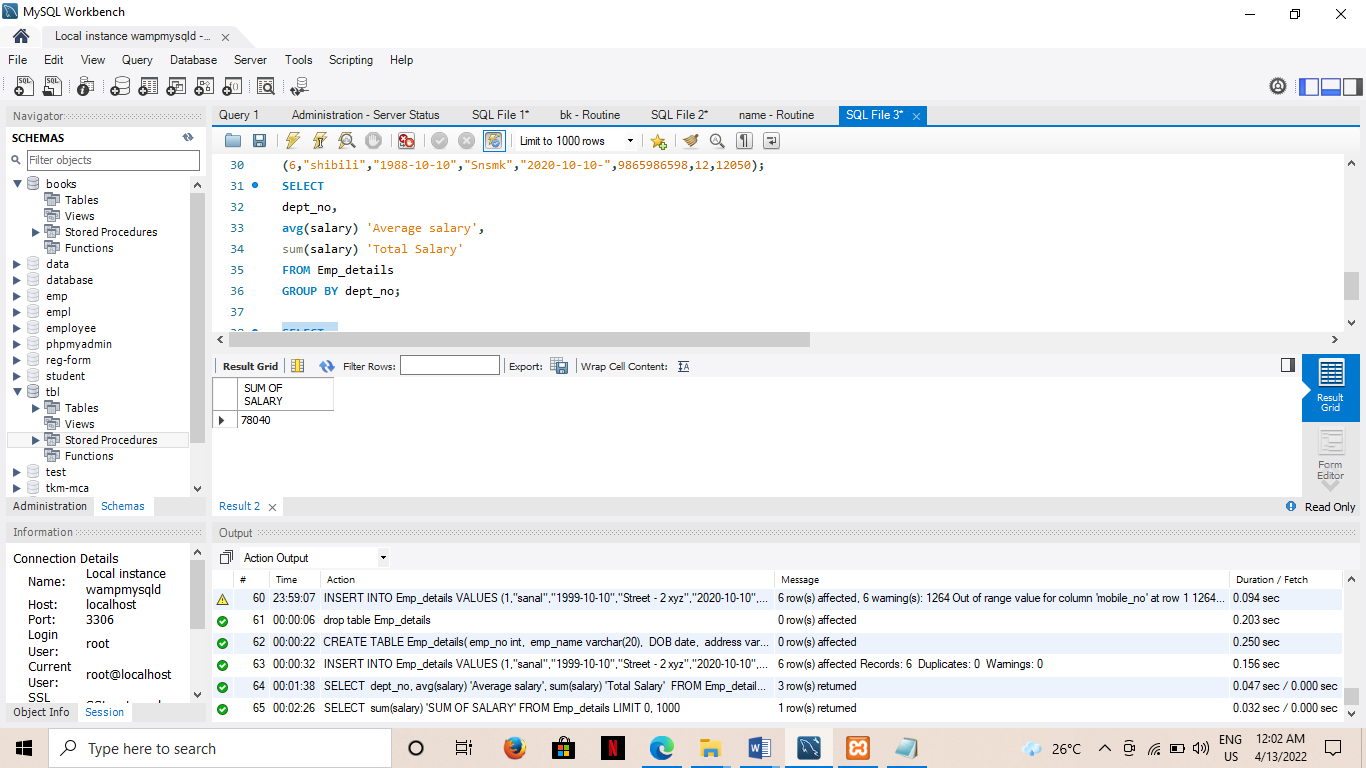 MySQL Workbench
Local instance wampmysqld -...
File Edit View Query Database Server Tools Scripting Help
Navigator
SCHEMAS
Filter objects
books
Tables
Views
Stored Procedures
Functions
data
database
emp
empl
employee
phpmyadmin
reg-form
student
tbl
Tables
Views
Stored Procedures
Functions
test
tkm-mca
Administration Schemas
Query 1 Administration - Server Status SQL File 1* bk - Routine SQL File 2* name - Routine SQL File 3*
Limit to 1000 rows
30 (6,"shibili","1988-10-10","Snsmk","2020-10-10-",9865986598,12,12050);
31 SELECT
32 dept_no,
33 avg(salary) 'Average salary',
34 sum(salary) 'Total Salary'
35 FROM Emp_details
36 GROUP BY dept_no;
37
38 SELECT
Result Grid Filter Rows: Export: Wrap Cell Content:
SUM OF
SALARY
78040
Result
Grid
Form
Editor
Result 2
Read Only
Information
Connection Details
Name: Local instance
wampmysqld
Host: localhost
Port: 3306
Login
User: root
Current
User: root@localhost
SSL
Object Info Session
Output
Action Output
# Time Action Message Duration / Fetch
60 23:59:07 INSERT INTO Emp_details VALUES (1,"sanal","1999-10-10","Street - 2 xyz","2020-10-10",... 6 row(s) affected, 6 warning(s): 1264 Out of range value for column 'mobile_no' at row 1 1264... 0.094 sec
61 00:00:06 drop table Emp_details 0 row(s) affected 0.203 sec
62 00:00:22 CREATE TABLE Emp_details( emp_no int, emp_name varchar(20), DOB date, address var... 0 row(s) affected 0.250 sec
63 00:00:32 INSERT INTO Emp_details VALUES (1,"sanal","1999-10-10","Street - 2 xyz","2020-10-10",... 6 row(s) affected Records: 6 Duplicates: 0 Warnings: 0 0.156 sec
64 00:01:38 SELECT dept_no, avg(salary) 'Average salary', sum(salary) 'Total Salary' FROM Emp_detail... 3 row(s) returned 0.047 sec / 0.000 sec
65 00:02:26 SELECT sum(salary) 'SUM OF SALARY' FROM Emp_details LIMIT 0, 1000 1 row(s) returned 0.032 sec / 0.000 sec
Type here to search
26°C
ENG
US
12:02 AM
4/13/2022